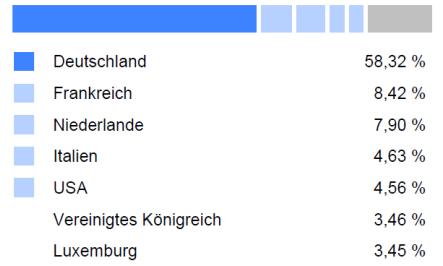 Deutschland 58,32 %
Frankreich 8,42 %
Niederlande 7,90 %
Italien 4,63 %
USA 4,56 %
Vereinigtes Königreich 3,46 %
Luxemburg 3,45 %